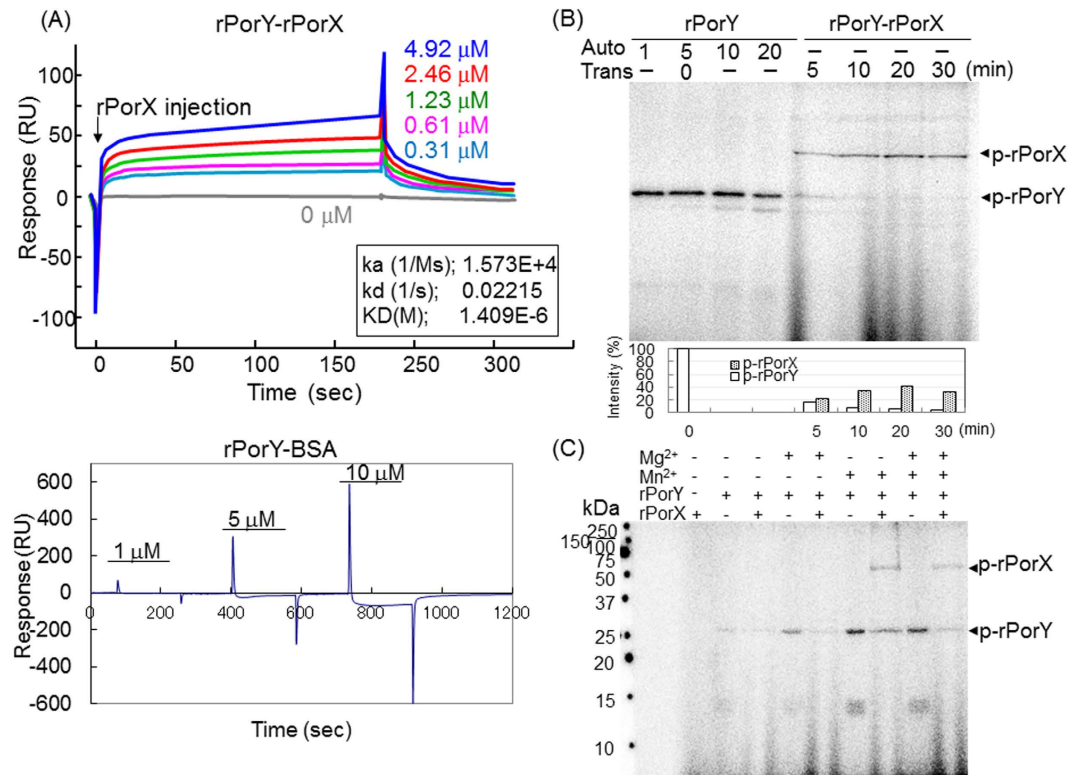 (A)
rPorY-rPorX
4.92 µM
2.46 µM
1.23 µM
0.61 µM
0.31 µM
rPorX injection
0 µM
ka (1/Ms); 1.573E+4
kd (1/s); 0.02215
KD(M); 1.409E-6
Response (RU)
100
50
0
-50
-100
0 50 100 150 200 250 300
Time (sec)
rPorY-BSA
1 µM
5 µM
10 µM
Response (RU)
600
400
200
0
-200
-400
-600
0 200 400 600 800 1000 1200
Time (sec)
(B)
rPorY rPorY-rPorX
Auto 1 5 10 20 – – – –
Trans – 0 – – 5 10 20 30 (min)
p-rPorX
p-rPorY
Intensity (%)
100
80
60
40
20
0
p-rPorX
p-rPorY
0 5 10 20 30 (min)
(C)
Mg2+ - - - + + - - + +
Mn2+ - - - - - + + + +
rPorY - + + + + + + + +
rPorX + - + - + - + - +
kDa
250
150
100
75
50
37
25
20
15
10
p-rPorX
p-rPorY